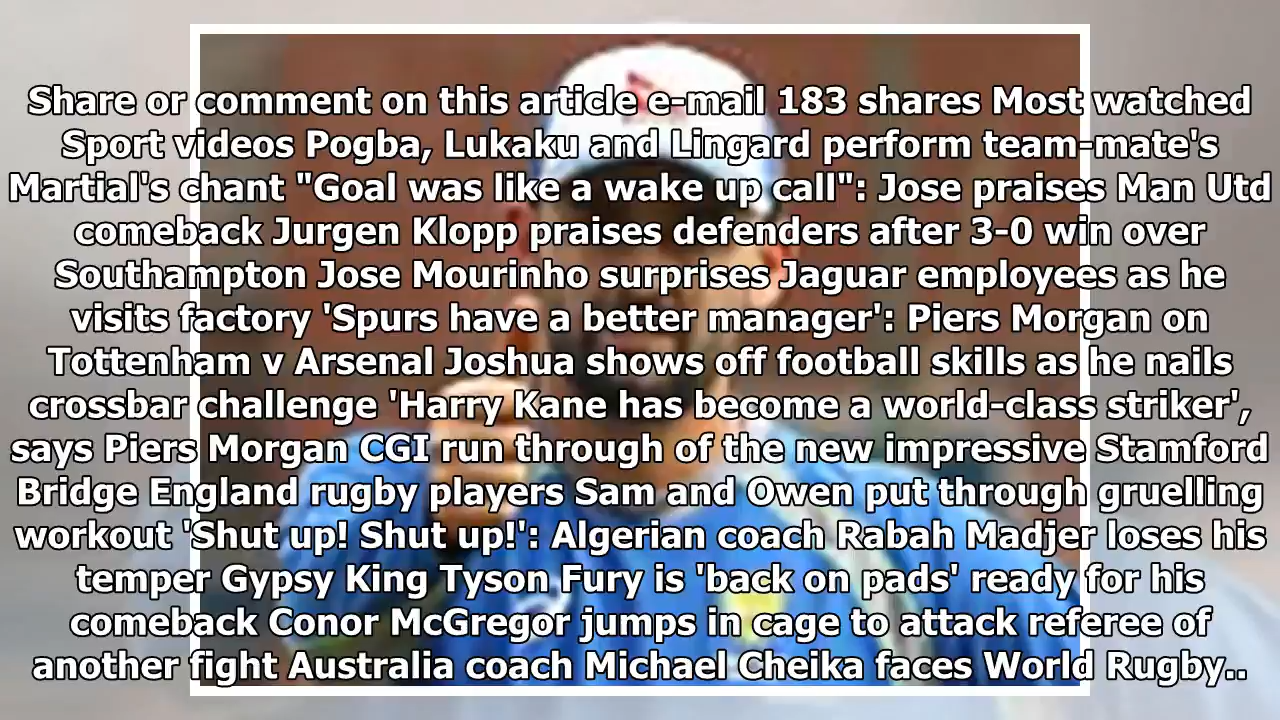 Share or comment on this article e-mail 183 shares Most watched
Sport videos Pogba, Lukaku and Lingard perform team-mate's
Martial's chant "Goal was like a wake up call": Jose praises Man Utd
comeback Jurgen Klopp praises defenders after 3-0 win over
Southampton Jose Mourinho surprises Jaguar employees as he
visits factory 'Spurs have a better manager': Piers Morgan on
Tottenham v Arsenal Joshua shows off football skills as he nails
crossbar challenge 'Harry Kane has become a world-class striker',
says Piers Morgan CGI run through of the new impressive Stamford
Bridge England rugby players Sam and Owen put through gruelling
workout 'Shut up! Shut up!': Algerian coach Rabah Madjer loses his
temper Gypsy King Tyson Fury is 'back on pads' ready for his
comeback Conor McGregor jumps in cage to attack referee of
another fight Australia coach Michael Cheika faces World Rugby..